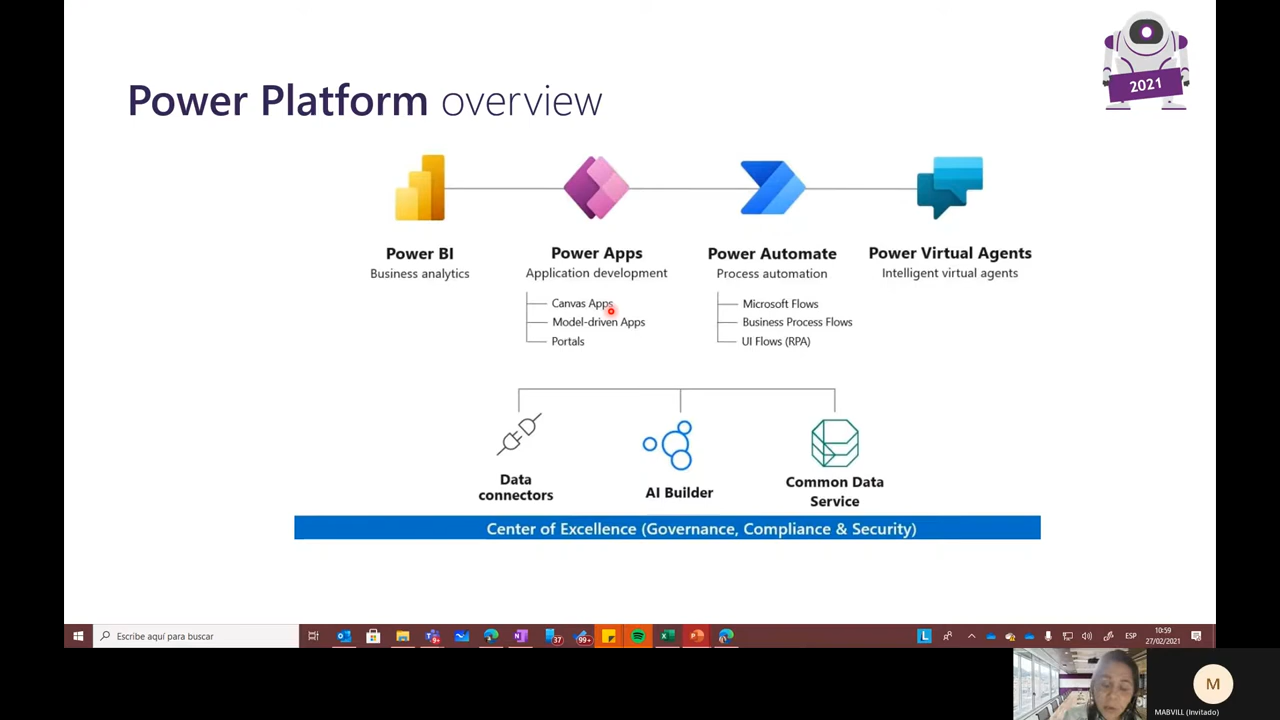 2021
Power Platform overview
Power BI
Business analytics
Power Apps
Application development
Canvas Apps
Model-driven Apps
Portals
Power Automate
Process automation
Microsoft Flows
Business Process Flows
UI Flows (RPA)
Power Virtual Agents
Intelligent virtual agents
Data
connectors
AI Builder
Common Data
Service
Center of Excellence (Governance, Compliance & Security)
Escribe aquí para buscar
37
99+
L
ESP
10:59
27/02/2021
M
MABVILL (Invitado)